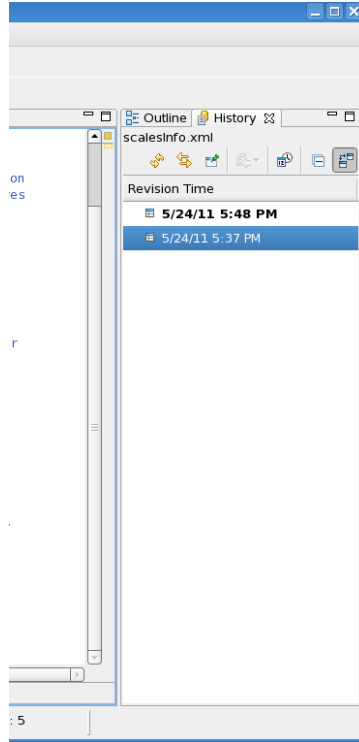 Outline History
scalesInfo.xml
on
es
Revision Time
5/24/11 5:48 PM
5/24/11 5:37 PM
r
: 5